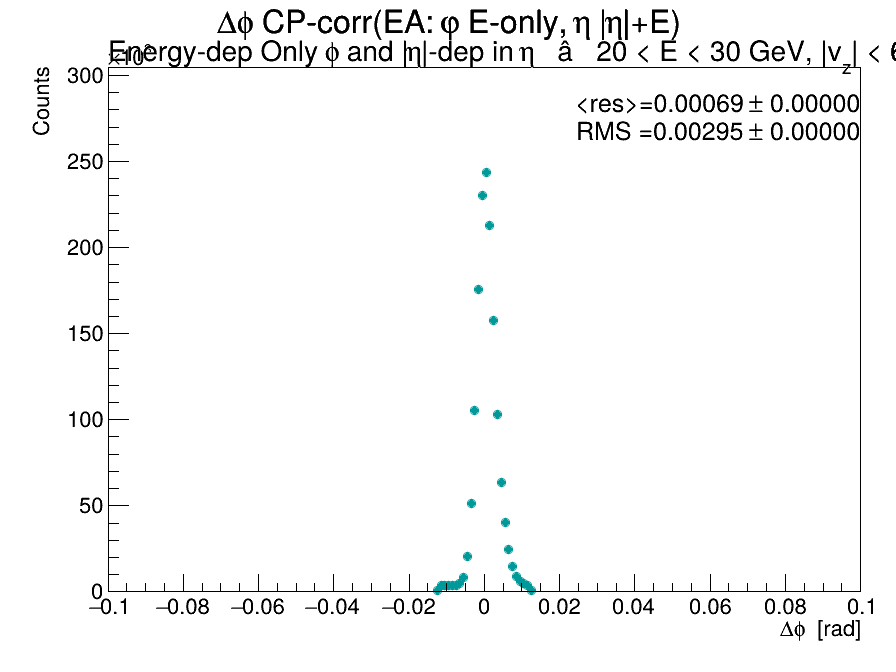 Δϕ CP-corr(EA: φ E-only, η |η|+E)
Energy-dep Only ϕ and |η|-dep in η â 20 < E < 30 GeV, |v_z| < 6
×10³
Counts
<res>=0.00069 ± 0.00000
RMS =0.00295 ± 0.00000
300
250
200
150
100
50
0
−0.1 −0.08 −0.06 −0.04 −0.02 0 0.02 0.04 0.06 0.08 0.1
Δϕ [rad]